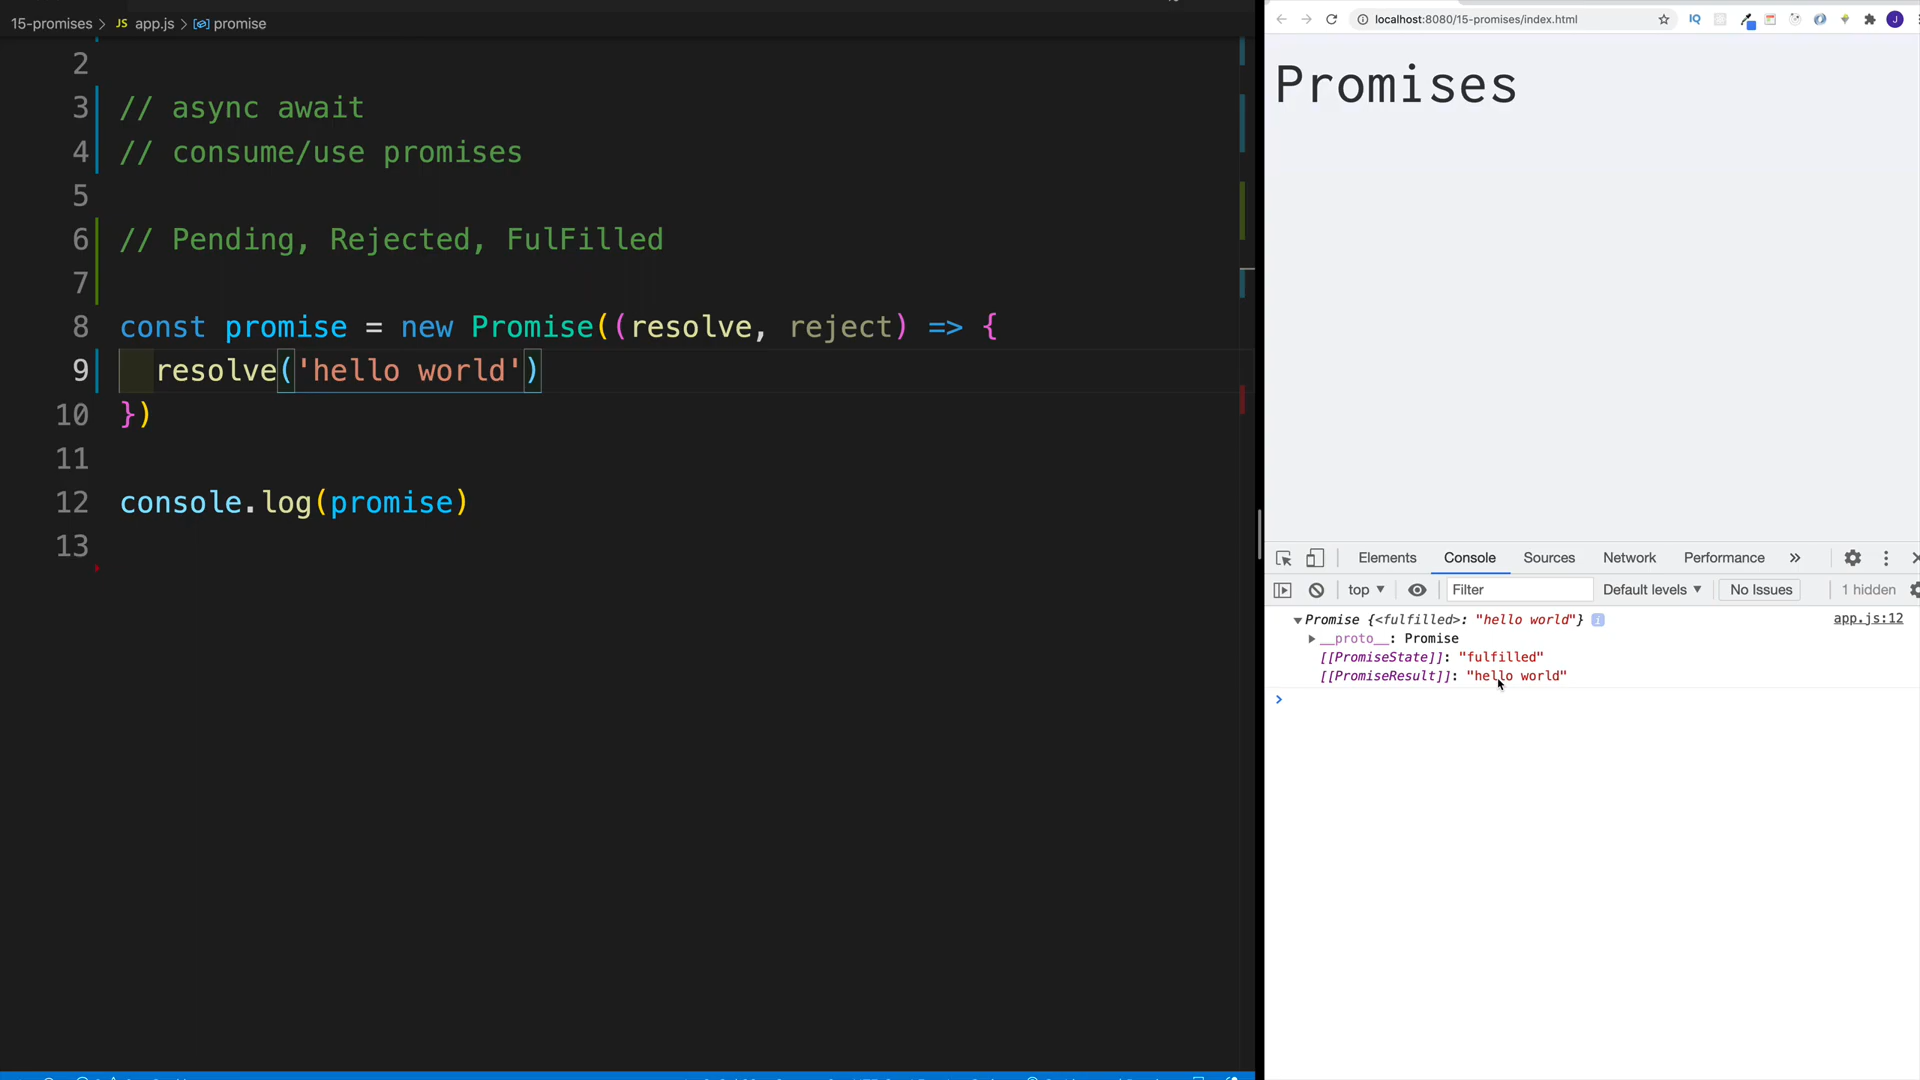 15-promises > JS app.js > promise
2
3 // async await
4 // consume/use promises
5
6 // Pending, Rejected, FulFilled
7
8 const promise = new Promise((resolve, reject) => {
9 resolve('hello world')
10 })
11
12 console.log(promise)
13
localhost:8080/15-promises/index.html
IQ
J
Promises
Elements Console Sources Network Performance »
top ▼ Filter Default levels ▼ No Issues 1 hidden
▼Promise {<fulfilled>: "hello world"} i app.js:12
▶__proto__: Promise
[[PromiseState]]: "fulfilled"
[[PromiseResult]]: "hello world"
>